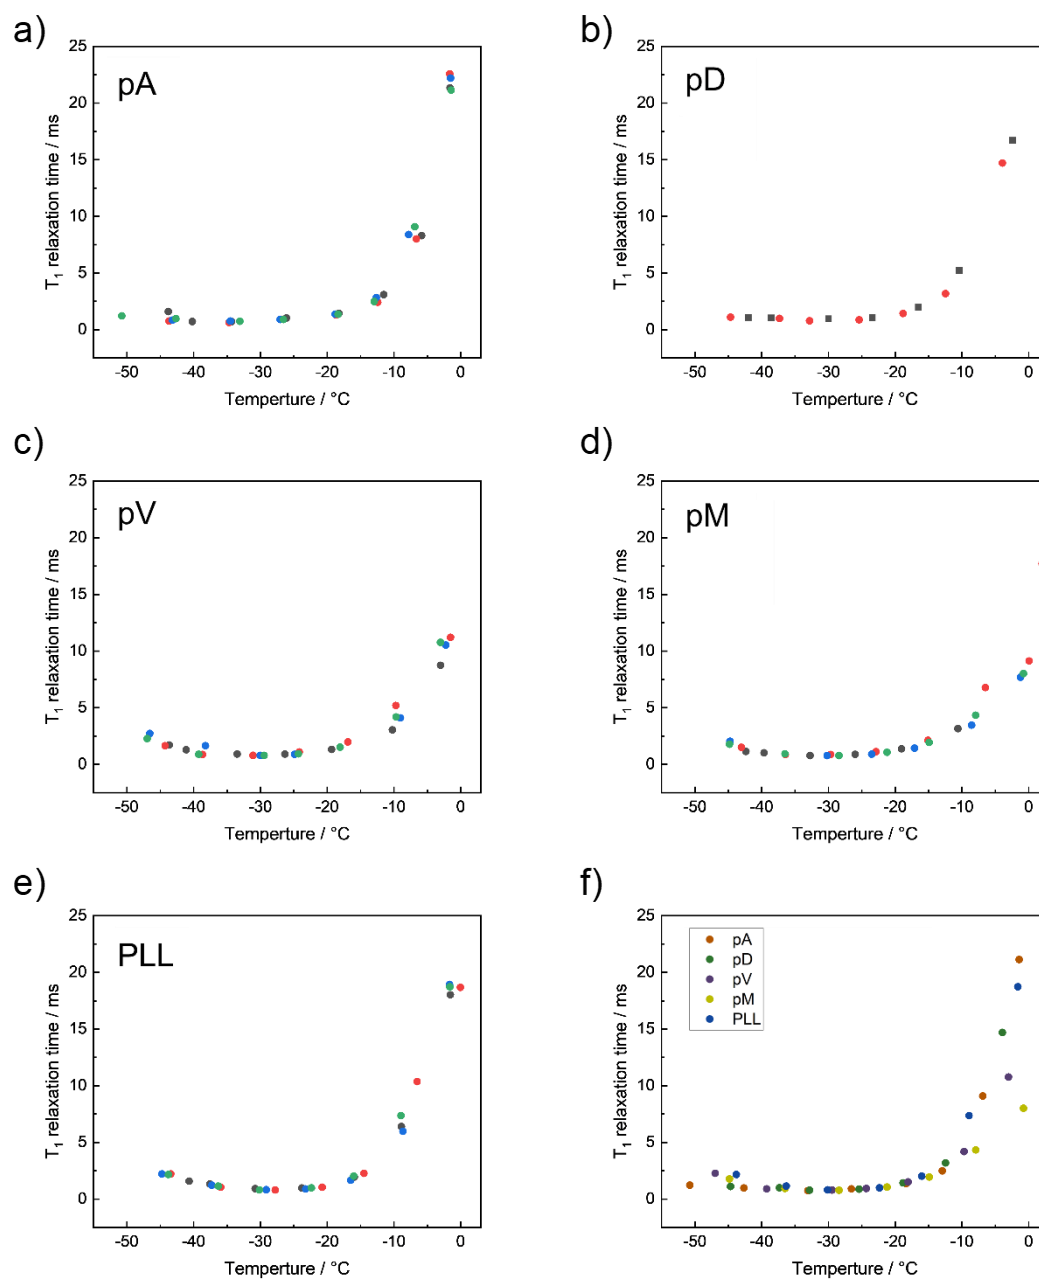 a)
pA
25
20
15
10
5
0
T₁ relaxation time / ms
-50 -40 -30 -20 -10 0
Temperture / °C
b)
pD
25
20
15
10
5
0
T₁ relaxation time / ms
-50 -40 -30 -20 -10 0
Temperture / °C
c)
pV
25
20
15
10
5
0
T₁ relaxation time / ms
-50 -40 -30 -20 -10 0
Temperture / °C
d)
pM
25
20
15
10
5
0
T₁ relaxation time / ms
-50 -40 -30 -20 -10 0
Temperture / °C
e)
PLL
25
20
15
10
5
0
T₁ relaxation time / ms
-50 -40 -30 -20 -10 0
Temperture / °C
f)
pA
pD
pV
pM
PLL
25
20
15
10
5
0
T₁ relaxation time / ms
-50 -40 -30 -20 -10 0
Temperture / °C